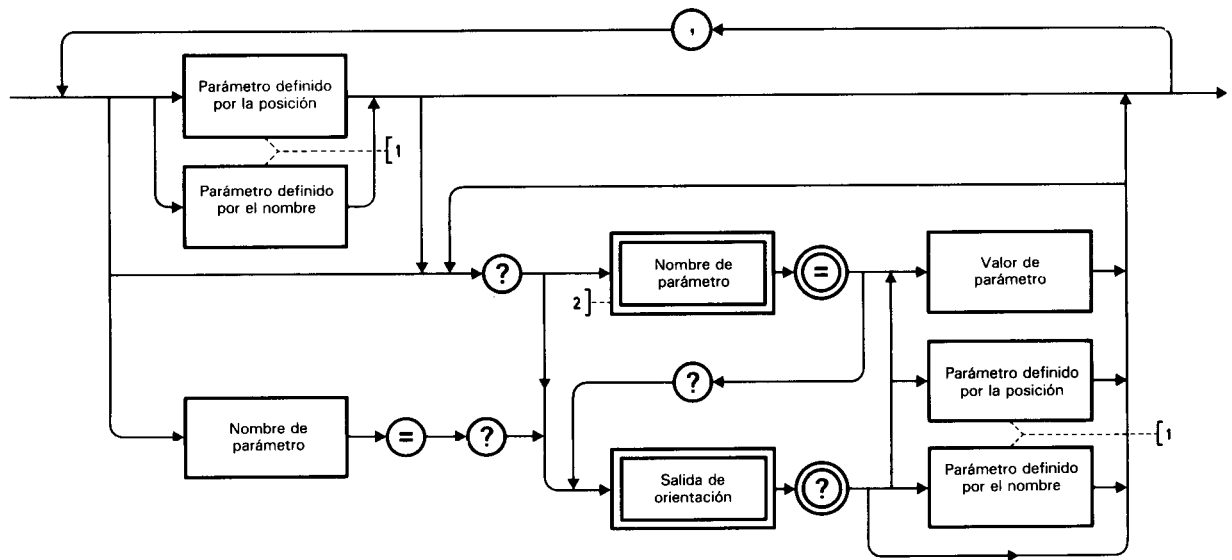 ,
Parámetro definido
por la posición
1
Parámetro definido
por el nombre
?
Nombre de
parámetro
=
Valor de
parámetro
2
?
Parámetro definido
por la posición
Nombre de
parámetro
=
?
1
Salida de
orientación
?
Parámetro definido
por el nombre